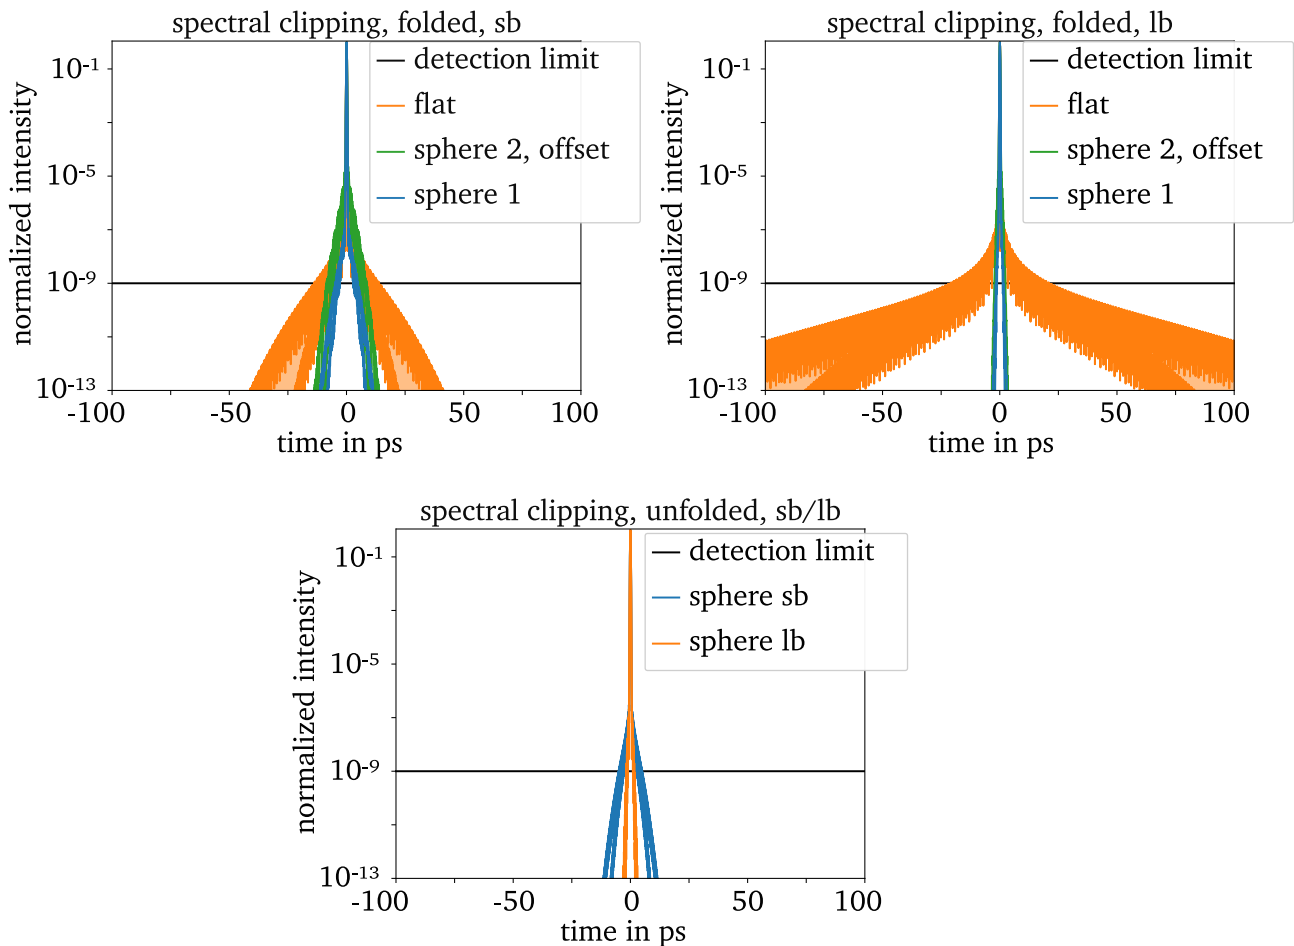 spectral clipping, folded, sb
normalized intensity
10-1
10-5
10-9
10-13
detection limit
flat
sphere 2, offset
sphere 1
-100
-50
0
50
100
time in ps
spectral clipping, folded, lb
normalized intensity
10-1
10-5
10-9
10-13
detection limit
flat
sphere 2, offset
sphere 1
-100
-50
0
50
100
time in ps
spectral clipping, unfolded, sb/lb
normalized intensity
10-1
10-5
10-9
10-13
detection limit
sphere sb
sphere lb
-100
-50
0
50
100
time in ps